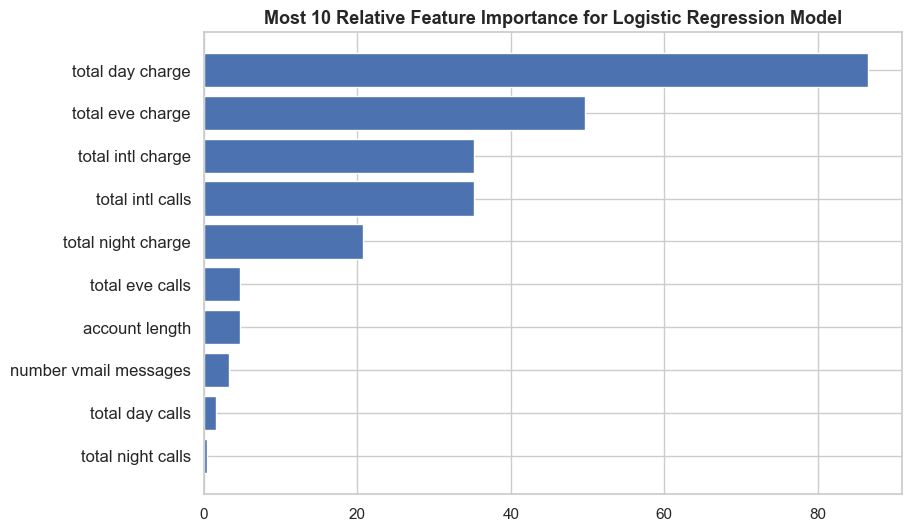 Most 10 Relative Feature Importance for Logistic Regression Model
total day charge
total eve charge
total intl charge
total intl calls
total night charge
total eve calls
account length
number vmail messages
total day calls
total night calls
0 20 40 60 80